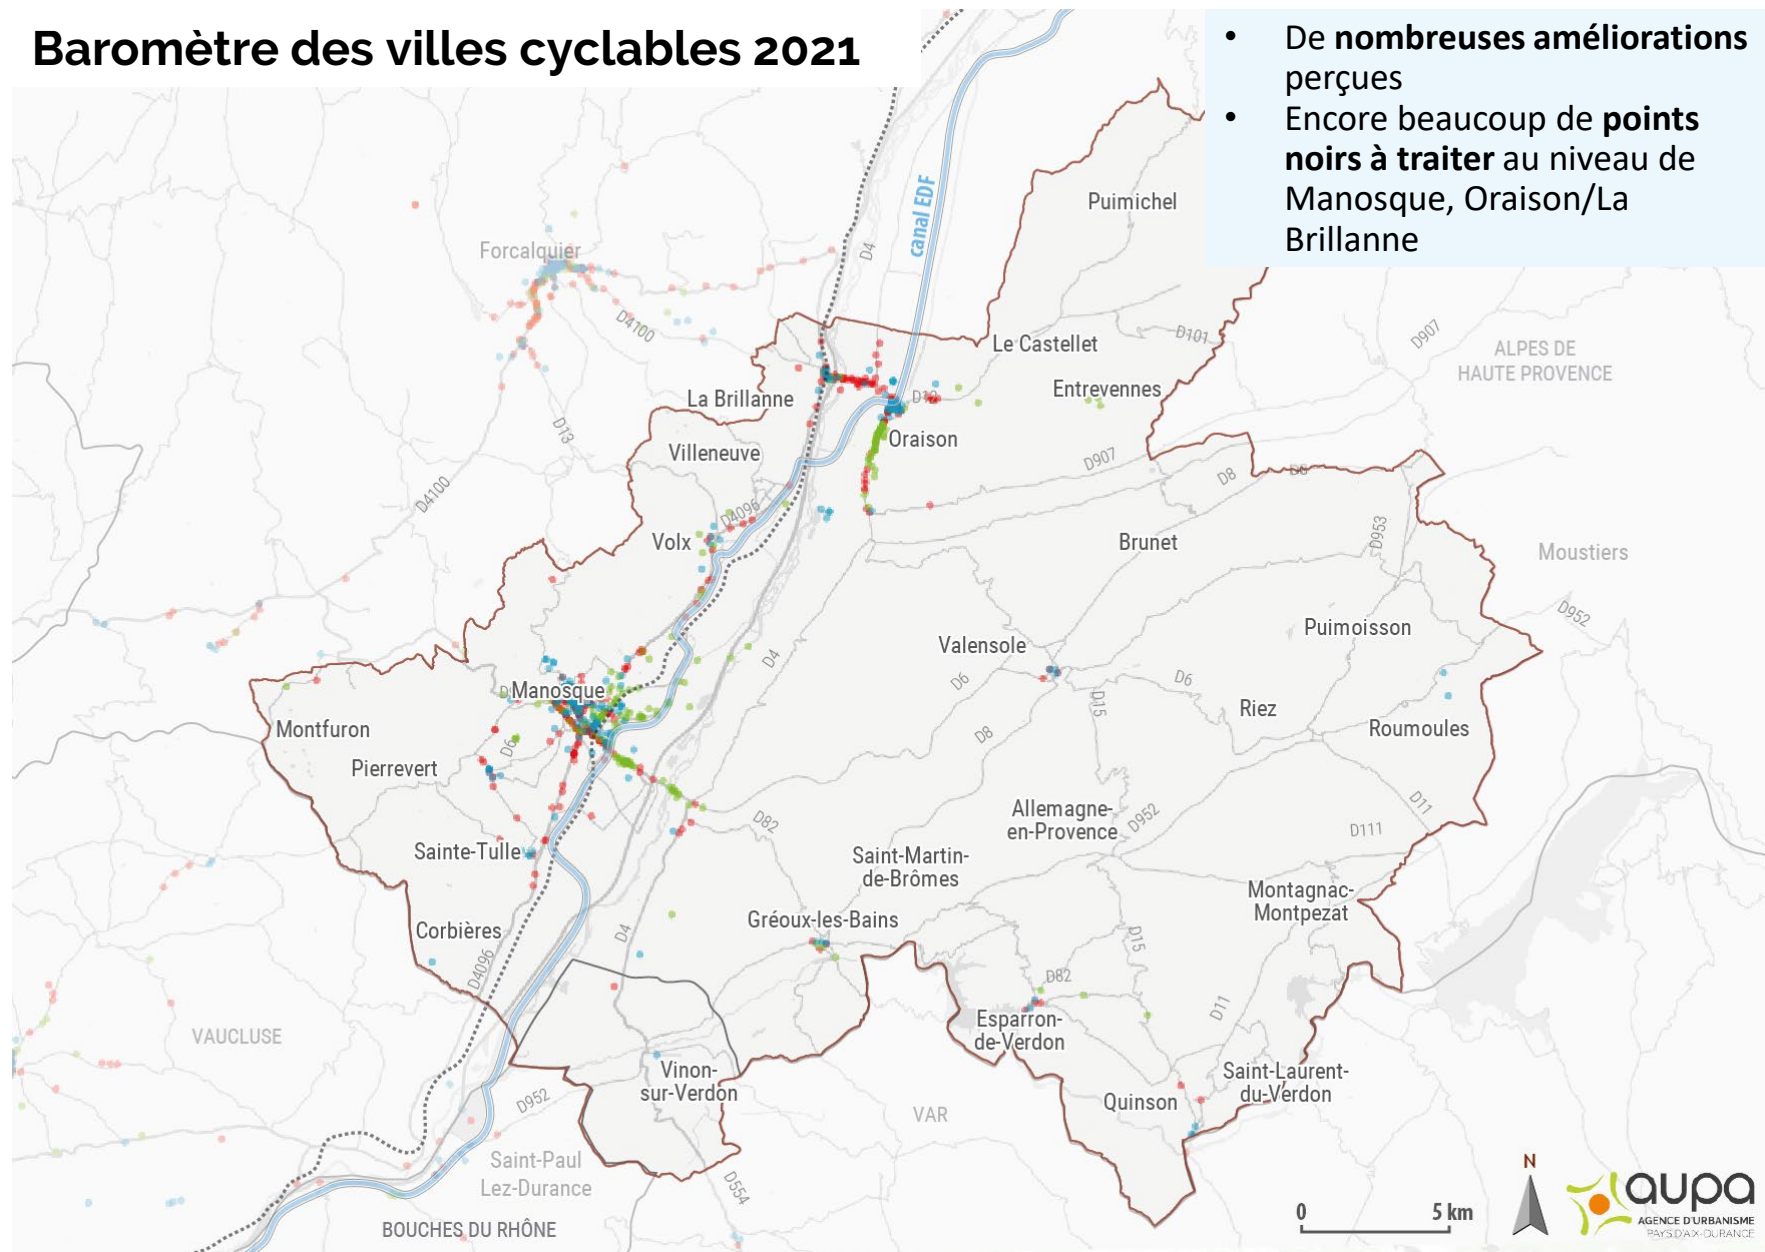 Baromètre des villes cyclables 2021
• De nombreuses améliorations
perçues
• Encore beaucoup de points
noirs à traiter au niveau de
Manosque, Oraison/La
Brillanne
canal EDF
D4
Puimichel
Forcalquier
D4100
Le Castellet
D101
D907
ALPES DE
HAUTE PROVENCE
La Brillanne
D12
Entrevennes
D13
Oraison
Villeneuve
D907
D8
D8
D4100
D4096
D953
Volx
Brunet
Moustiers
D952
Puimoisson
Valensole
D4
D6
D6
Manosque
D15
Riez
Montfuron
D6
D8
Roumoules
Pierrevert
Allemagne-
en-Provence
D952
D11
D82
D111
Sainte-Tulle
Saint-Martin-
de-Brômes
Montagnac-
Montpezat
Gréoux-les-Bains
Corbières
D4
D15
D4096
D82
D11
Esparron-
de-Verdon
VAUCLUSE
Vinon-
sur-Verdon
Saint-Laurent-
du-Verdon
D952
Quinson
VAR
Saint-Paul
Lez-Durance
D554
BOUCHES DU RHÔNE
N
0 5 km
aupa
AGENCE D'URBANISME
PAYS D'AIX-DURANCE